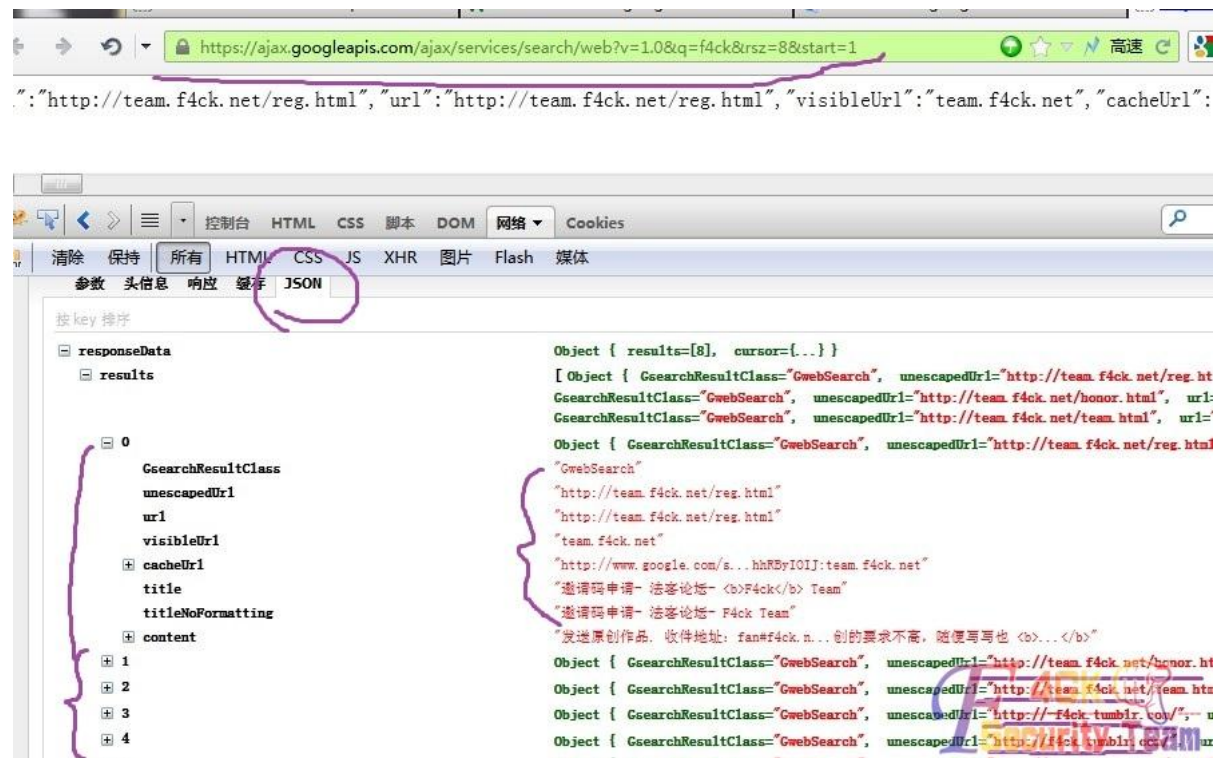 https://ajax.googleapis.com/ajax/services/search/web?v=1.0&q=f4ck&rsz=8&start=1 高速
":"http://team.f4ck.net/reg.html","url":"http://team.f4ck.net/reg.html","visibleUrl":"team.f4ck.net","cacheUrl":
控制台 HTML CSS 脚本 DOM 网络 Cookies
清除 保持 所有 HTML CSS JS XHR 图片 Flash 媒体
参数 头信息 响应 缓存 JSON
按 key 排序
responseData Object { results=[8], cursor={...} }
results [ Object { GsearchResultClass="GwebSearch", unescapedUrl="http://team.f4ck.net/reg.ht
GsearchResultClass="GwebSearch", unescapedUrl="http://team.f4ck.net/honor.html", url=
GsearchResultClass="GwebSearch", unescapedUrl="http://team.f4ck.net/team.html", url="
0 Object { GsearchResultClass="GwebSearch", unescapedUrl="http://team.f4ck.net/reg.html
GsearchResultClass "GwebSearch"
unescapedUrl "http://team.f4ck.net/reg.html"
url "http://team.f4ck.net/reg.html"
visibleUrl "team.f4ck.net"
cacheUrl "http://www.google.com/s...hhRByIOIJ:team.f4ck.net"
title "邀请码申请- 法客论坛- <b>F4ck</b> Team"
titleNoFormatting "邀请码申请- 法客论坛- F4ck Team"
content "发送原创作品. 收件地址: fan#f4ck.n...创的要求不高, 随便写写也 <b>...</b>"
1 Object { GsearchResultClass="GwebSearch", unescapedUrl="http://team.f4ck.net/honor.ht
2 Object { GsearchResultClass="GwebSearch", unescapedUrl="http://team.f4ck.net/team.htm
3 Object { GsearchResultClass="GwebSearch", unescapedUrl="http://f4ck.tumblr.com/", u
4 Object { GsearchResultClass="GwebSearch", unescapedUrl="http://f4ck.tumblr.com/
Security Team